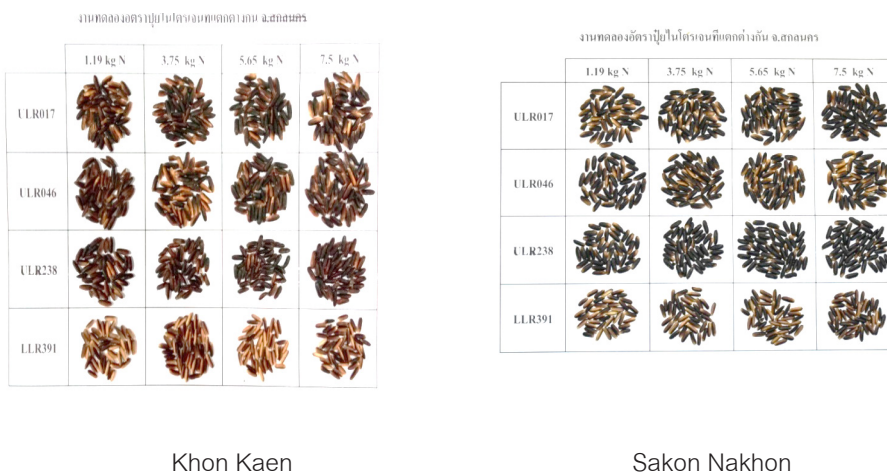 งานทดลองอัตราปุ๋ยไนโตรเจนที่แตกต่างกัน จ.สกลนคร
1.19 kg N 3.75 kg N 5.65 kg N 7.5 kg N
ULR017
ULR046
ULR238
LLR391
Khon Kaen
งานทดลองอัตราปุ๋ยไนโตรเจนที่แตกต่างกัน จ.สกลนคร
1.19 kg N 3.75 kg N 5.65 kg N 7.5 kg N
ULR017
ULR046
ULR238
LLR391
Sakon Nakhon